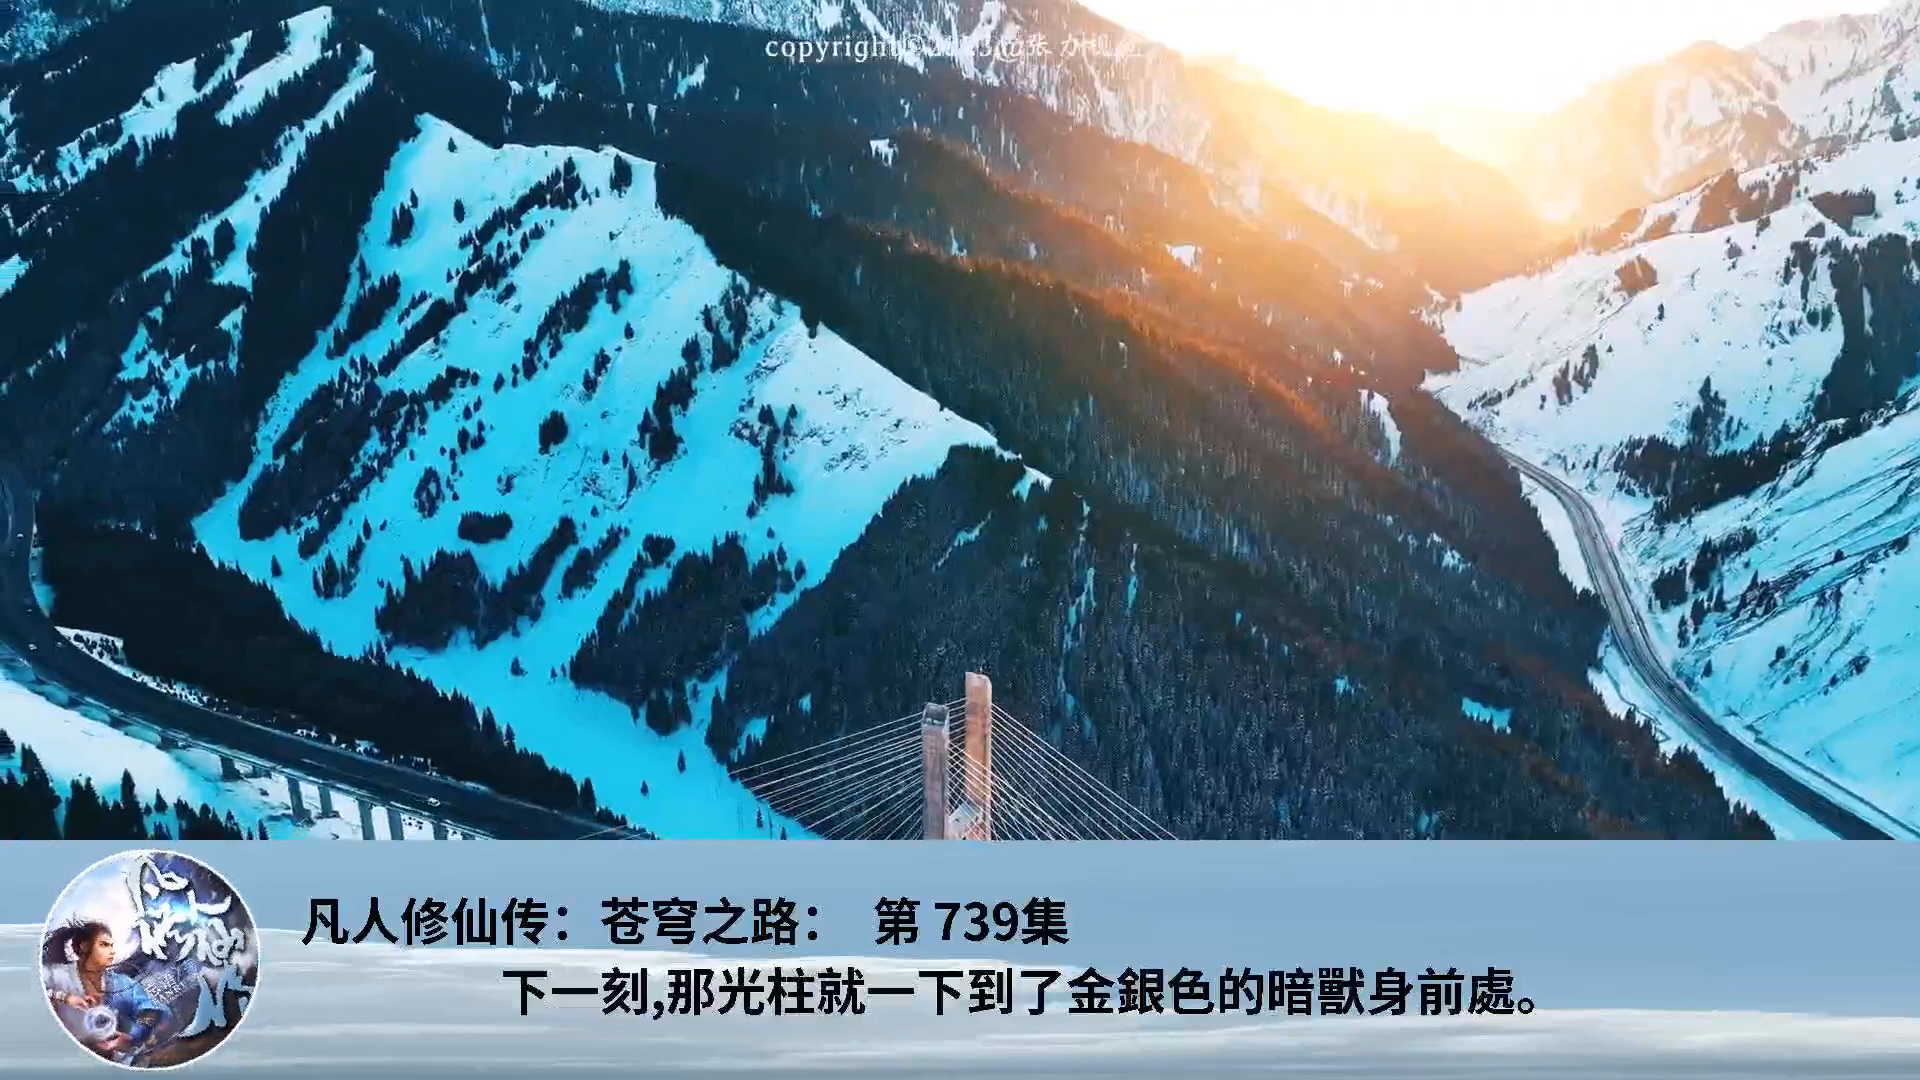 copyright
凡人修仙传：苍穹之路： 第 739集
下一刻,那光柱就一下到了金銀色的暗獸身前處。